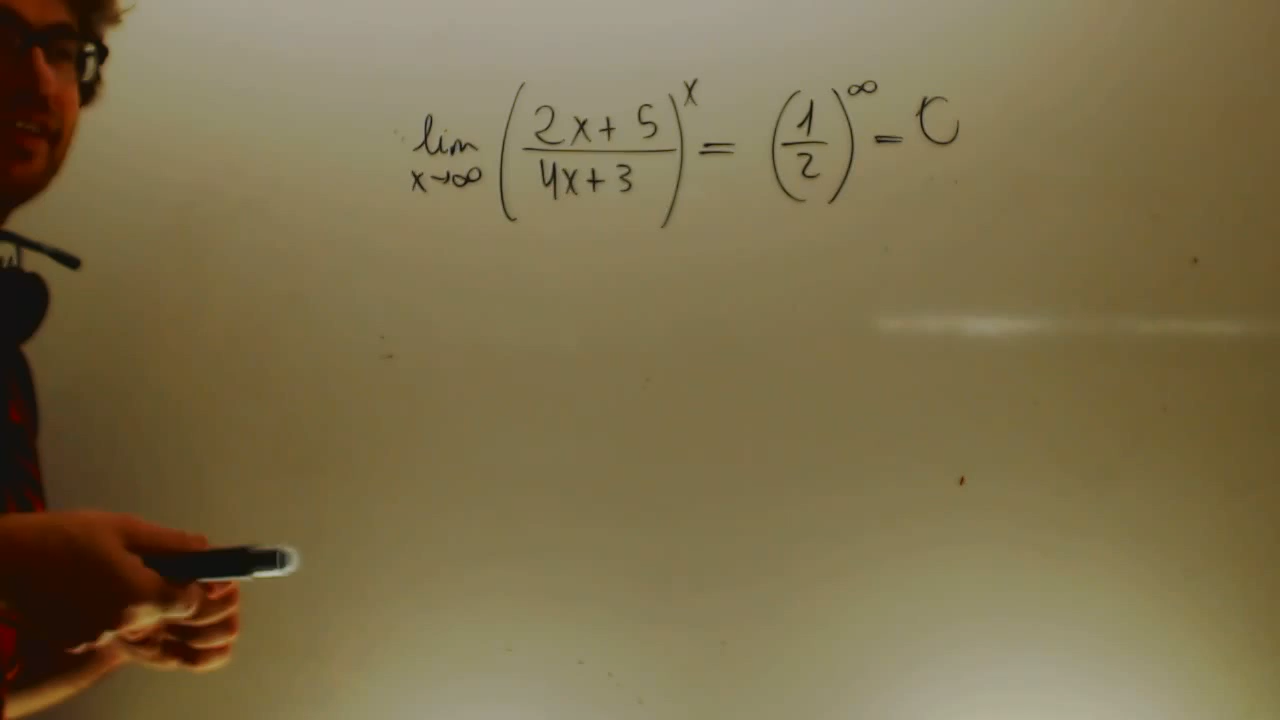 lim x→∞ ( (2x + 5) / (4x + 3) )^x = ( 1 / 2 )^∞ = 0